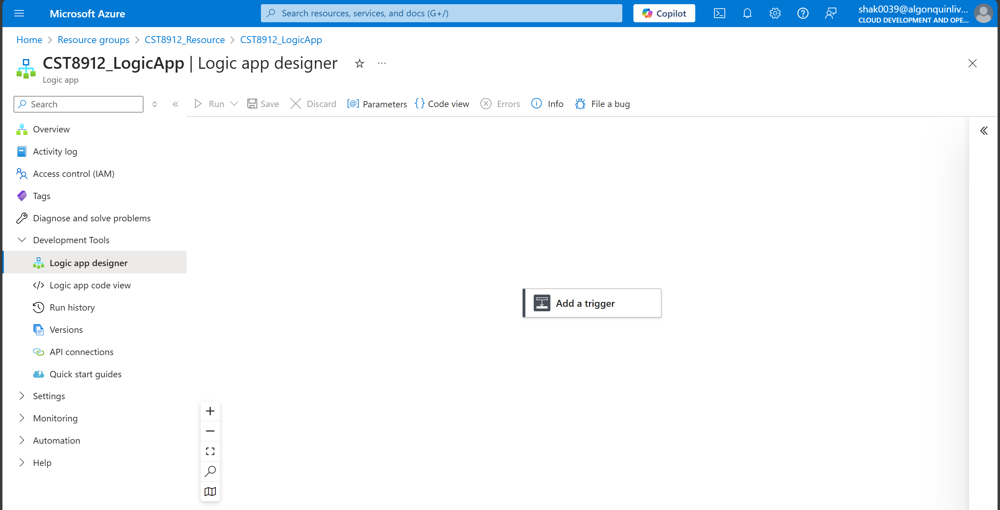 Microsoft Azure
Search resources, services, and docs (G+/)
Copilot
shak0039@algonquinliv...
CLOUD DEVELOPMENT AND OPE...
Home > Resource groups > CST8912_Resource > CST8912_LogicApp
CST8912_LogicApp | Logic app designer
Logic app
Search
Run
Save
Discard
[@] Parameters
{} Code view
Errors
Info
File a bug
Overview
Activity log
Access control (IAM)
Tags
Diagnose and solve problems
Development Tools
Logic app designer
Logic app code view
Run history
Versions
API connections
Quick start guides
Settings
Monitoring
Automation
Help
Add a trigger